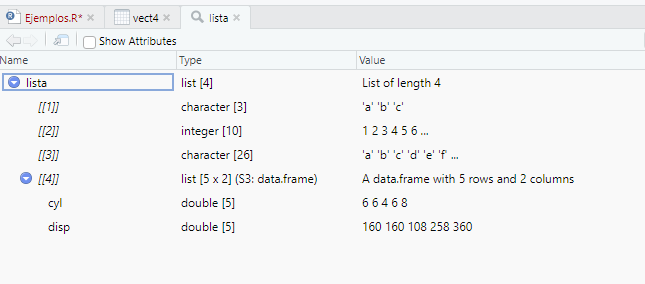 Ejemplos.R* vect4 lista
Show Attributes
Name Type Value
lista list [4] List of length 4
[[1]] character [3] 'a' 'b' 'c'
[[2]] integer [10] 1 2 3 4 5 6 ...
[[3]] character [26] 'a' 'b' 'c' 'd' 'e' 'f' ...
[[4]] list [5 x 2] (S3: data.frame) A data.frame with 5 rows and 2 columns
cyl double [5] 6 6 4 6 8
disp double [5] 160 160 108 258 360